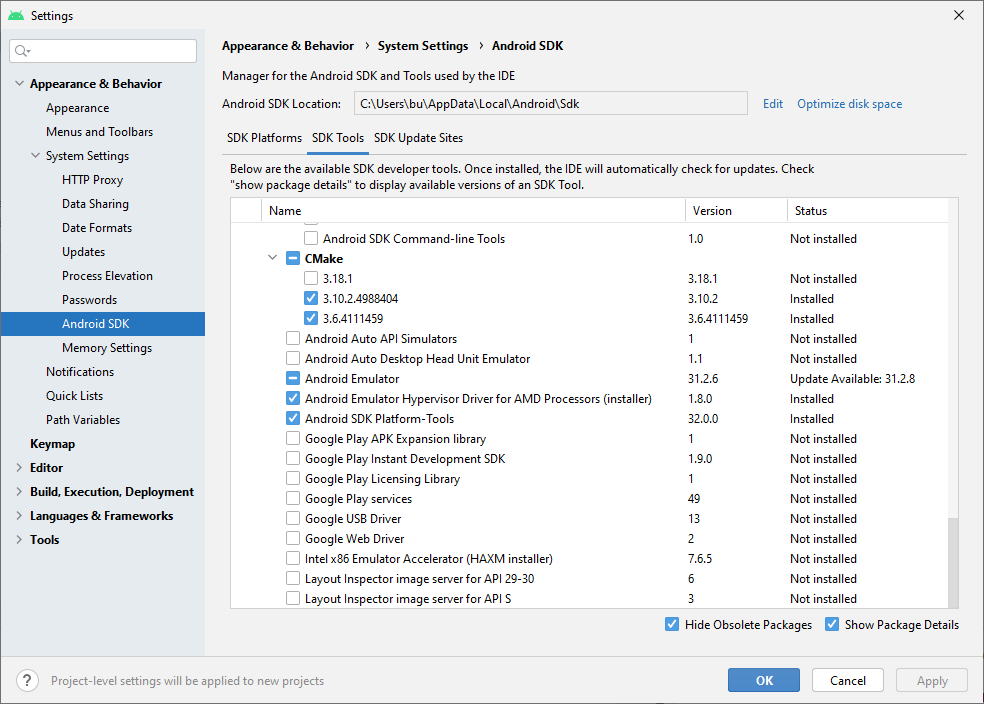 Settings
Appearance & Behavior
Appearance
Menus and Toolbars
System Settings
HTTP Proxy
Data Sharing
Date Formats
Updates
Process Elevation
Passwords
Android SDK
Memory Settings
Notifications
Quick Lists
Path Variables
Keymap
Editor
Build, Execution, Deployment
Languages & Frameworks
Tools
Appearance & Behavior › System Settings › Android SDK
Manager for the Android SDK and Tools used by the IDE
Android SDK Location: C:\Users\bu\AppData\Local\Android\Sdk Edit Optimize disk space
SDK Platforms SDK Tools SDK Update Sites
Below are the available SDK developer tools. Once installed, the IDE will automatically check for updates. Check
"show package details" to display available versions of an SDK Tool.
Name Version Status
Android SDK Command-line Tools 1.0 Not installed
CMake
3.18.1 3.18.1 Not installed
3.10.2.4988404 3.10.2 Installed
3.6.4111459 3.6.4111459 Installed
Android Auto API Simulators 1 Not installed
Android Auto Desktop Head Unit Emulator 1.1 Not installed
Android Emulator 31.2.6 Update Available: 31.2.8
Android Emulator Hypervisor Driver for AMD Processors (installer) 1.8.0 Installed
Android SDK Platform-Tools 32.0.0 Installed
Google Play APK Expansion library 1 Not installed
Google Play Instant Development SDK 1.9.0 Not installed
Google Play Licensing Library 1 Not installed
Google Play services 49 Not installed
Google USB Driver 13 Not installed
Google Web Driver 2 Not installed
Intel x86 Emulator Accelerator (HAXM installer) 7.6.5 Not installed
Layout Inspector image server for API 29-30 6 Not installed
Layout Inspector image server for API S 3 Not installed
Hide Obsolete Packages Show Package Details
? Project-level settings will be applied to new projects
OK Cancel Apply